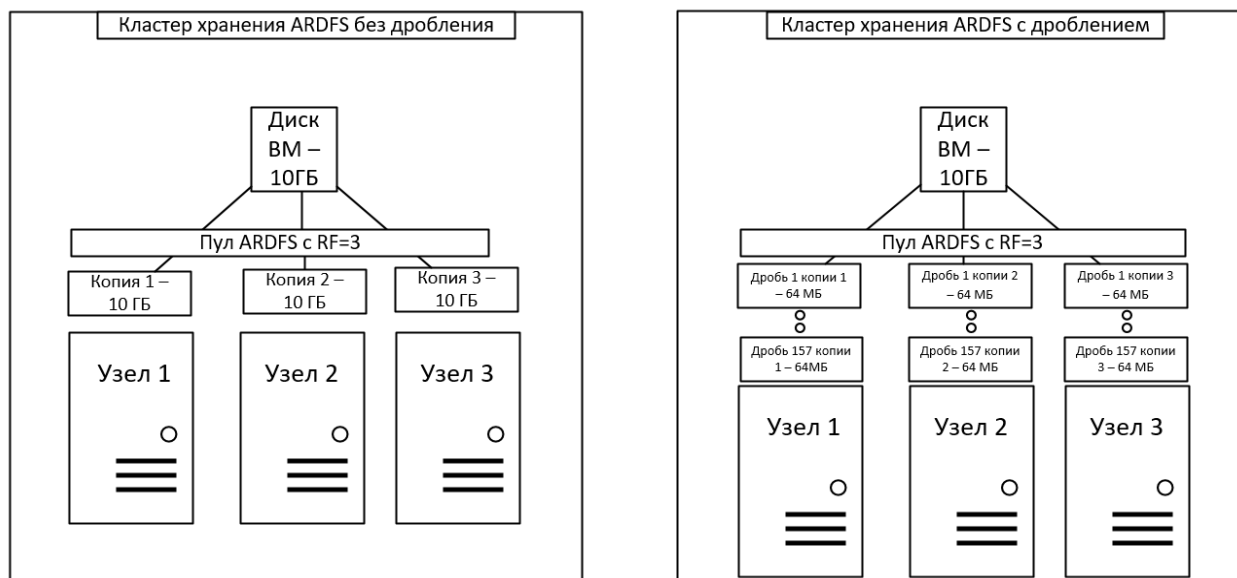 Кластер хранения ARDFS без дробления
Диск
ВМ –
10ГБ
Пул ARDFS с RF=3
Копия 1 –
10 ГБ
Копия 2 –
10 ГБ
Копия 3 –
10 ГБ
Узел 1
Узел 2
Узел 3
Кластер хранения ARDFS с дроблением
Диск
ВМ –
10ГБ
Пул ARDFS с RF=3
Дробь 1 копии 1
– 64 МБ
Дробь 1 копии 2
– 64 МБ
Дробь 1 копии 3
– 64 МБ
Дробь 157 копии
1 – 64МБ
Дробь 157 копии
2 – 64 МБ
Дробь 157 копии
3 – 64 МБ
Узел 1
Узел 2
Узел 3